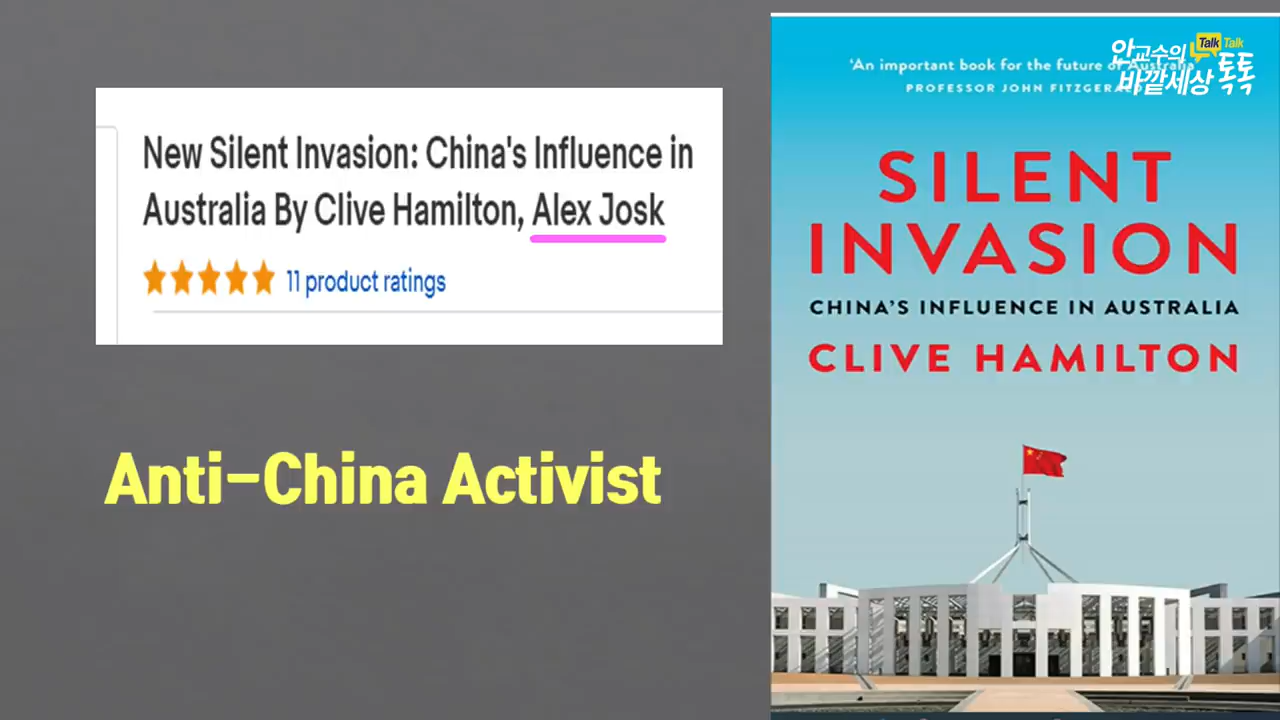 New Silent Invasion: China's Influence in
Australia By Clive Hamilton, Alex Josk
11 product ratings
Anti-China Activist
안교수의 Talk Talk
바깥세상 톡톡
'An important book for the future of Australia'
PROFESSOR JOHN FITZGERALD
SILENT
INVASION
CHINA'S INFLUENCE IN AUSTRALIA
CLIVE HAMILTON